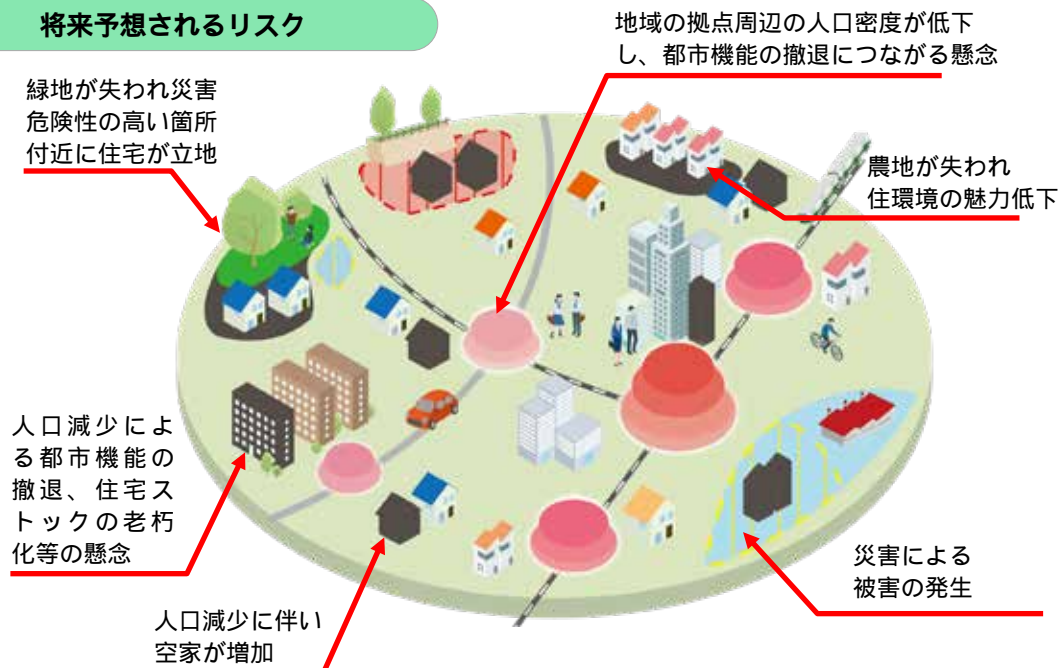 将来予想されるリスク
地域の拠点周辺の人口密度が低下
し、都市機能の撤退につながる懸念
緑地が失われ災害
危険性の高い箇所
付近に住宅が立地
農地が失われ
住環境の魅力低下
人口減少によ
る都市機能の
撤退、住宅ス
トックの老朽
化等の懸念
災害による
被害の発生
人口減少に伴い
空家が増加